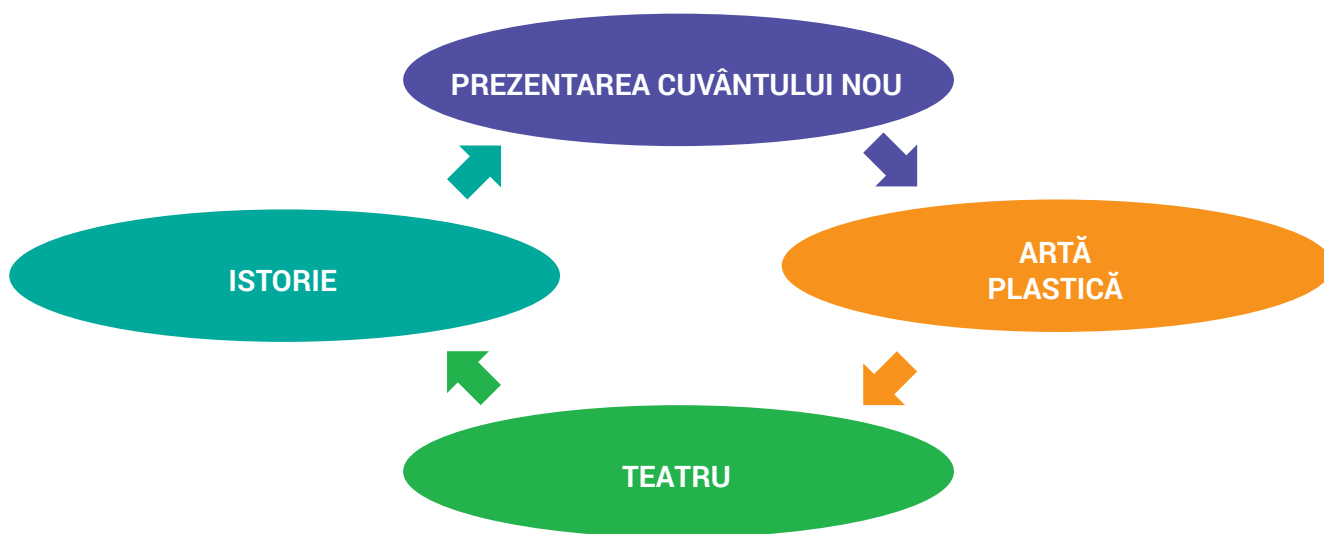 PREZENTAREA CUVÂNTULUI NOU
ARTĂ
PLASTICĂ
ISTORIE
TEATRU